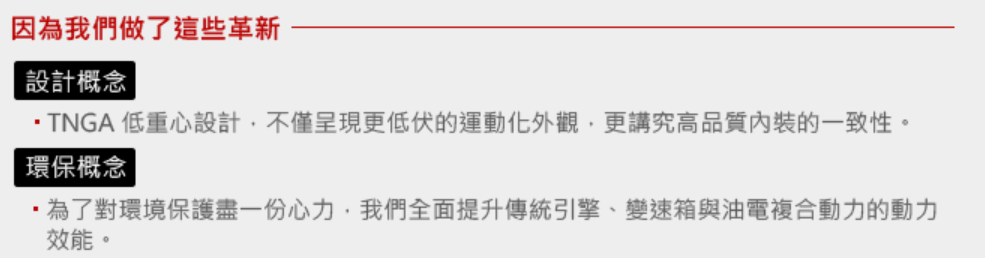 因為我們做了這些革新
設計概念
▪ TNGA 低重心設計，不僅呈現更低伏的運動化外觀，更講究高品質內裝的一致性。
環保概念
▪ 為了對環境保護盡一份心力，我們全面提升傳統引擎、變速箱與油電複合動力的動力
效能。